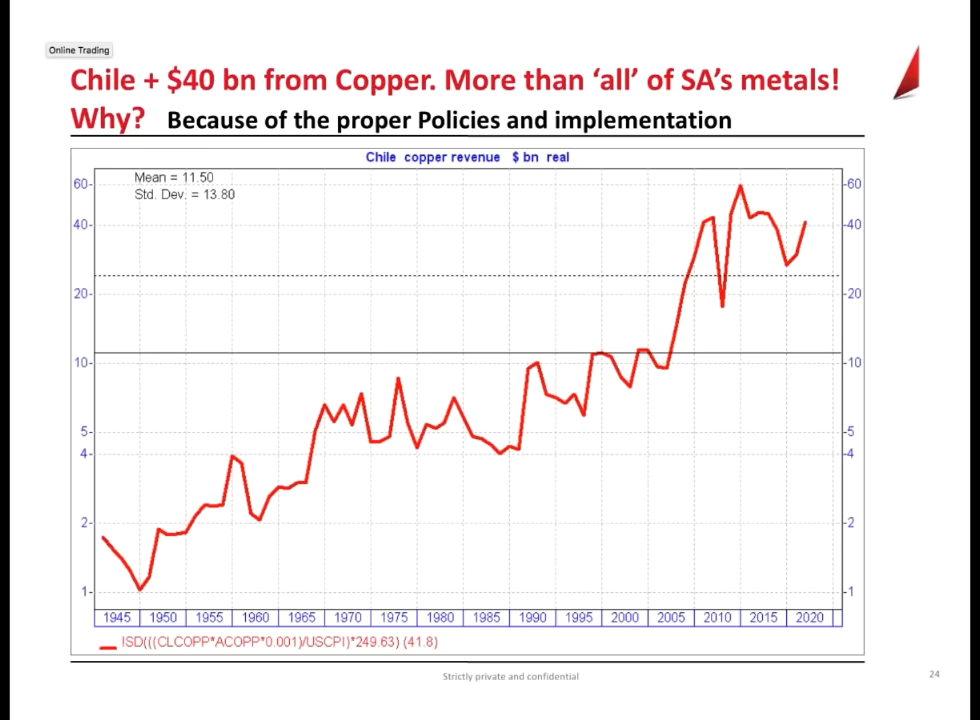 Online Trading
Chile + $40 bn from Copper. More than ‘all’ of SA’s metals!
Why? Because of the proper Policies and implementation
Chile copper revenue $ bn real
Mean = 11.50
Std. Dev. = 13.80
60- -60
40- -40
20- -20
10- -10
5- -5
4- -4
2- -2
1- -1
1945 1950 1955 1960 1965 1970 1975 1985 1985 1990 1995 2000 2005 2010 2015 2020
ISD(((CLCOPP*ACOPP*0.001)/USCPI)*249.63) (41.8)
Strictly private and confidential
24